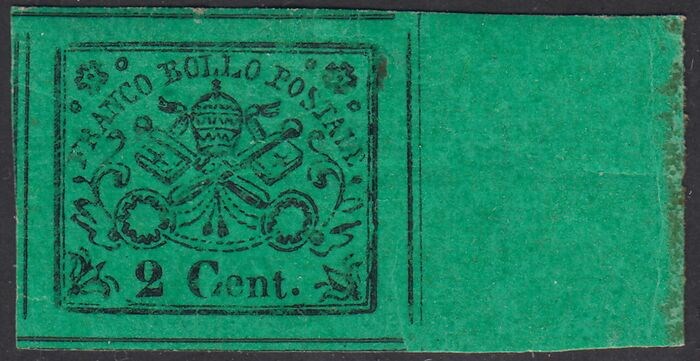 FRANCO BOLLO POSTALE
2 Cent.